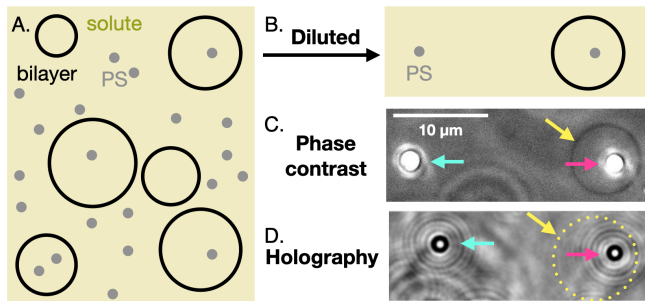 A.
solute
bilayer
PS
B.
Diluted
PS
C.
Phase
contrast
10 µm
D.
Holography